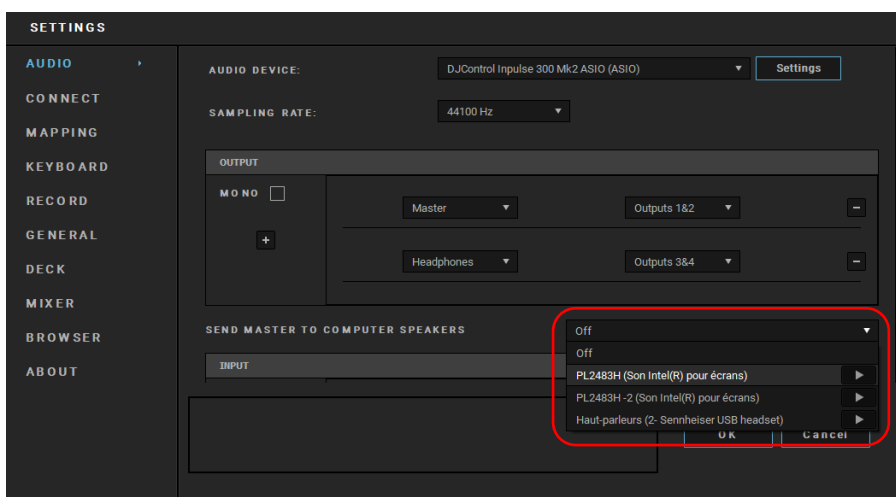 SETTINGS
AUDIO
CONNECT
MAPPING
KEYBOARD
RECORD
GENERAL
DECK
MIXER
BROWSER
ABOUT
AUDIO DEVICE: DJControl Inpulse 300 Mk2 ASIO (ASIO) Settings
SAMPLING RATE: 44100 Hz
OUTPUT
MONO
Master Outputs 1&2
Headphones Outputs 3&4
SEND MASTER TO COMPUTER SPEAKERS Off
Off
INPUT
PL2483H (Son Intel(R) pour écrans)
PL2483H -2 (Son Intel(R) pour écrans)
Haut-parleurs (2- Sennheiser USB headset)
OK Cancel